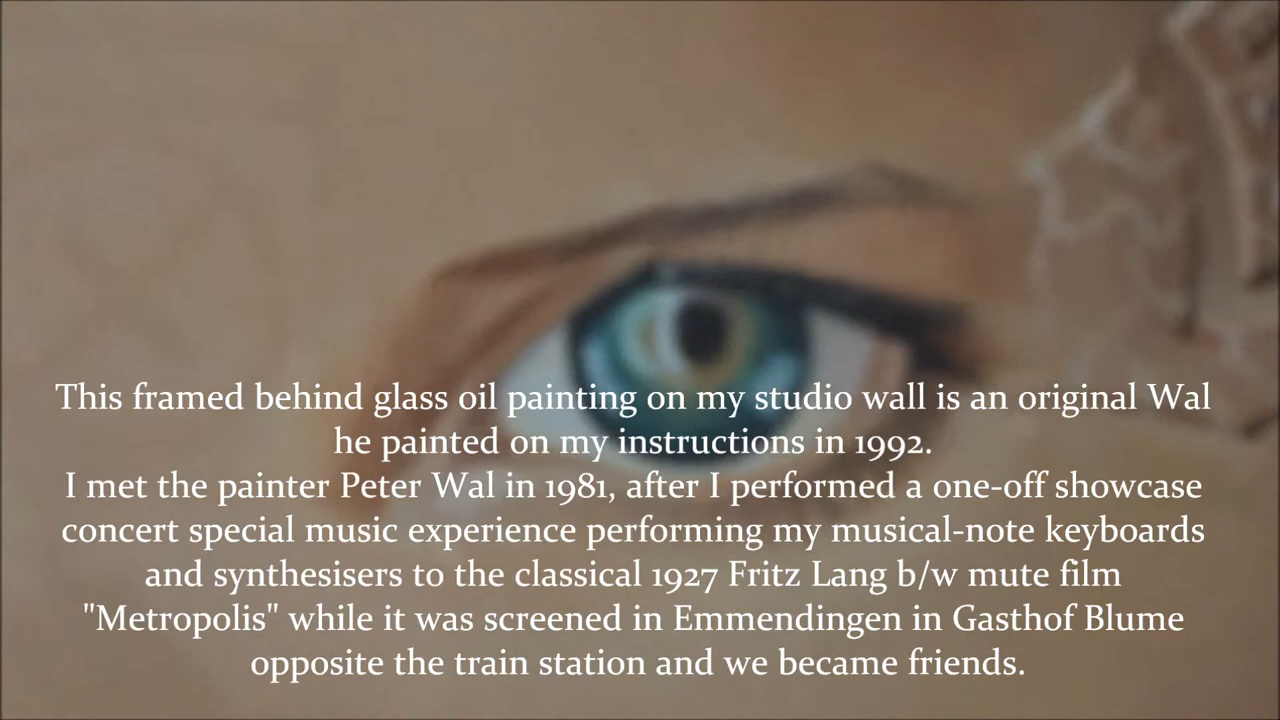 This framed behind glass oil painting on my studio wall is an original Wal
he painted on my instructions in 1992.
I met the painter Peter Wal in 1981, after I performed a one-off showcase
concert special music experience performing my musical-note keyboards
and synthesisers to the classical 1927 Fritz Lang b/w mute film
"Metropolis" while it was screened in Emmendingen in Gasthof Blume
opposite the train station and we became friends.